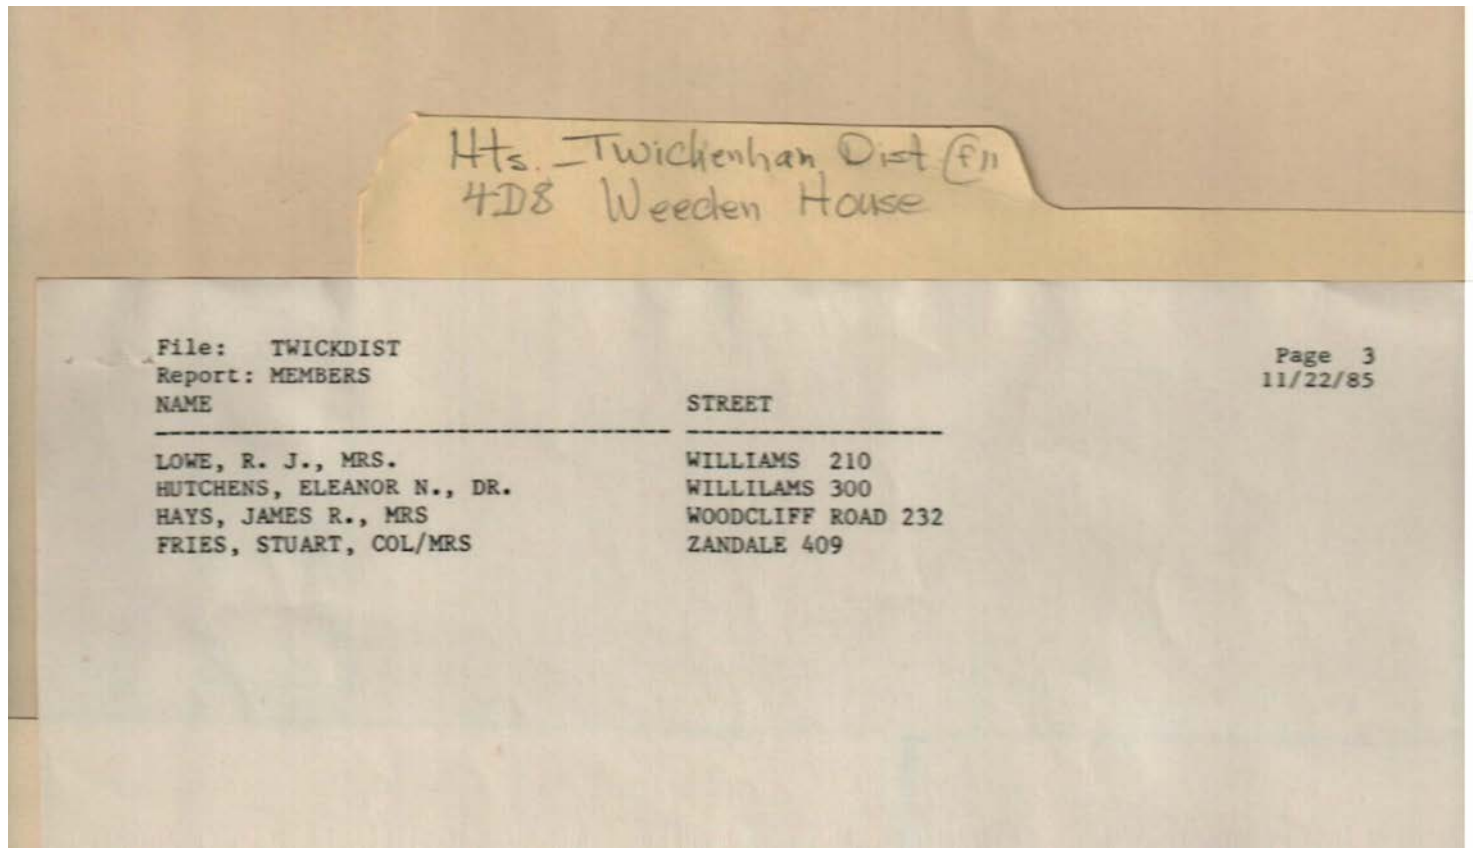 Hts. - Twichenhan Dist
4D8 Weeden House
File: TWICKDIST
Page 3
Report: MEMBERS
11/22/85
NAME STREET
LOWE, R. J., MRS. WILLIAMS 210
HUTCHENS, ELEANOR N., DR. WILLILAMS 300
HAYS, JAMES R., MRS WOODCLIFF ROAD 232
FRIES, STUART, COL/MRS ZANDALE 409